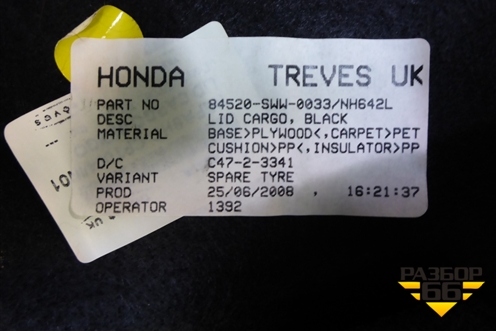 HONDA TREVES UK
PART NO 84520-SWW-0033/NH642L
DESC LID CARGO, BLACK
MATERIAL BASE>PLYWOOD<,CARPET>PET
CUSHION>PP<,INSULATOR>PP
D/C C47-2-3341
VARIANT SPARE TYRE
PROD 25/06/2008 , 16:21:37
OPERATOR 1392
UK
РАЗБОР
66